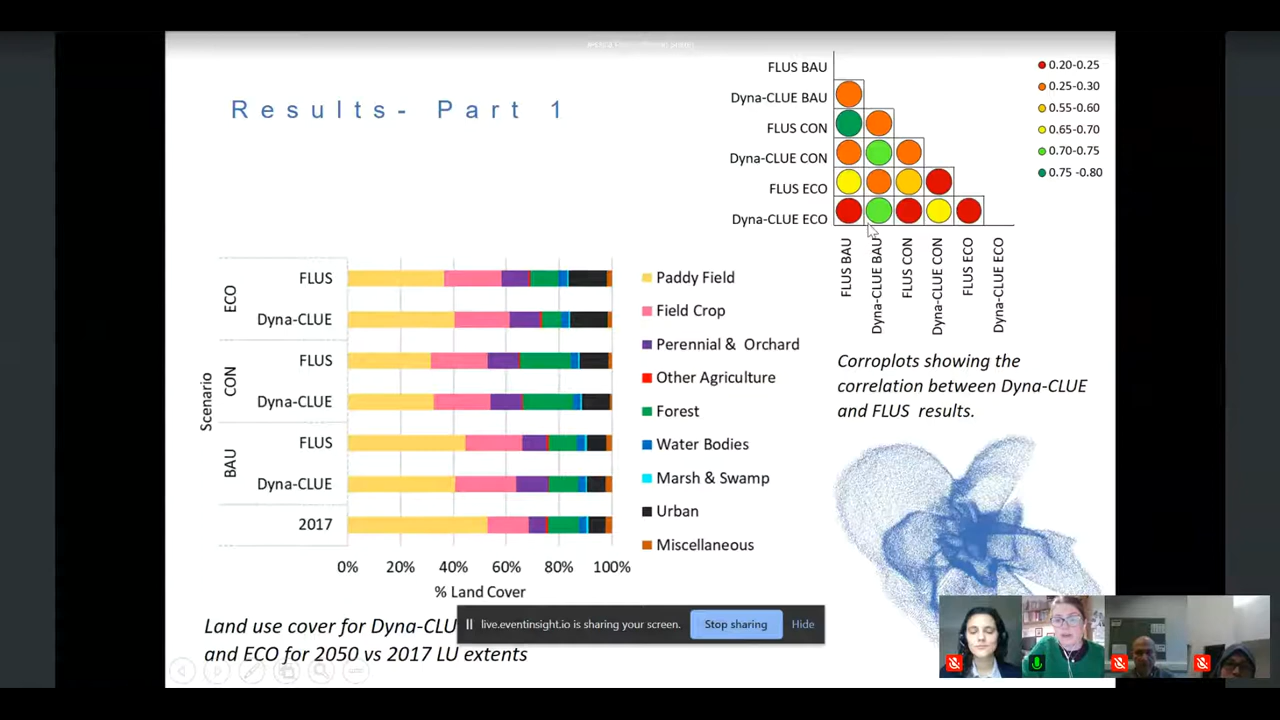 Results- Part 1
FLUS BAU
Dyna-CLUE BAU
FLUS CON
Dyna-CLUE CON
FLUS ECO
Dyna-CLUE ECO
FLUS BAU
Dyna-CLUE BAU
FLUS CON
Dyna-CLUE CON
FLUS ECO
Dyna-CLUE ECO
0.20-0.25
0.25-0.30
0.55-0.60
0.65-0.70
0.70-0.75
0.75 -0.80
Scenario
ECO
FLUS
Dyna-CLUE
CON
FLUS
Dyna-CLUE
BAU
FLUS
Dyna-CLUE
2017
0% 20% 40% 60% 80% 100%
% Land Cover
Paddy Field
Field Crop
Perennial & Orchard
Other Agriculture
Forest
Water Bodies
Marsh & Swamp
Urban
Miscellaneous
Corroplots showing the
correlation between Dyna-CLUE
and FLUS results.
Land use cover for Dyna-CLU
and ECO for 2050 vs 2017 LU extents
live.eventinsight.io is sharing your screen.
Stop sharing
Hide